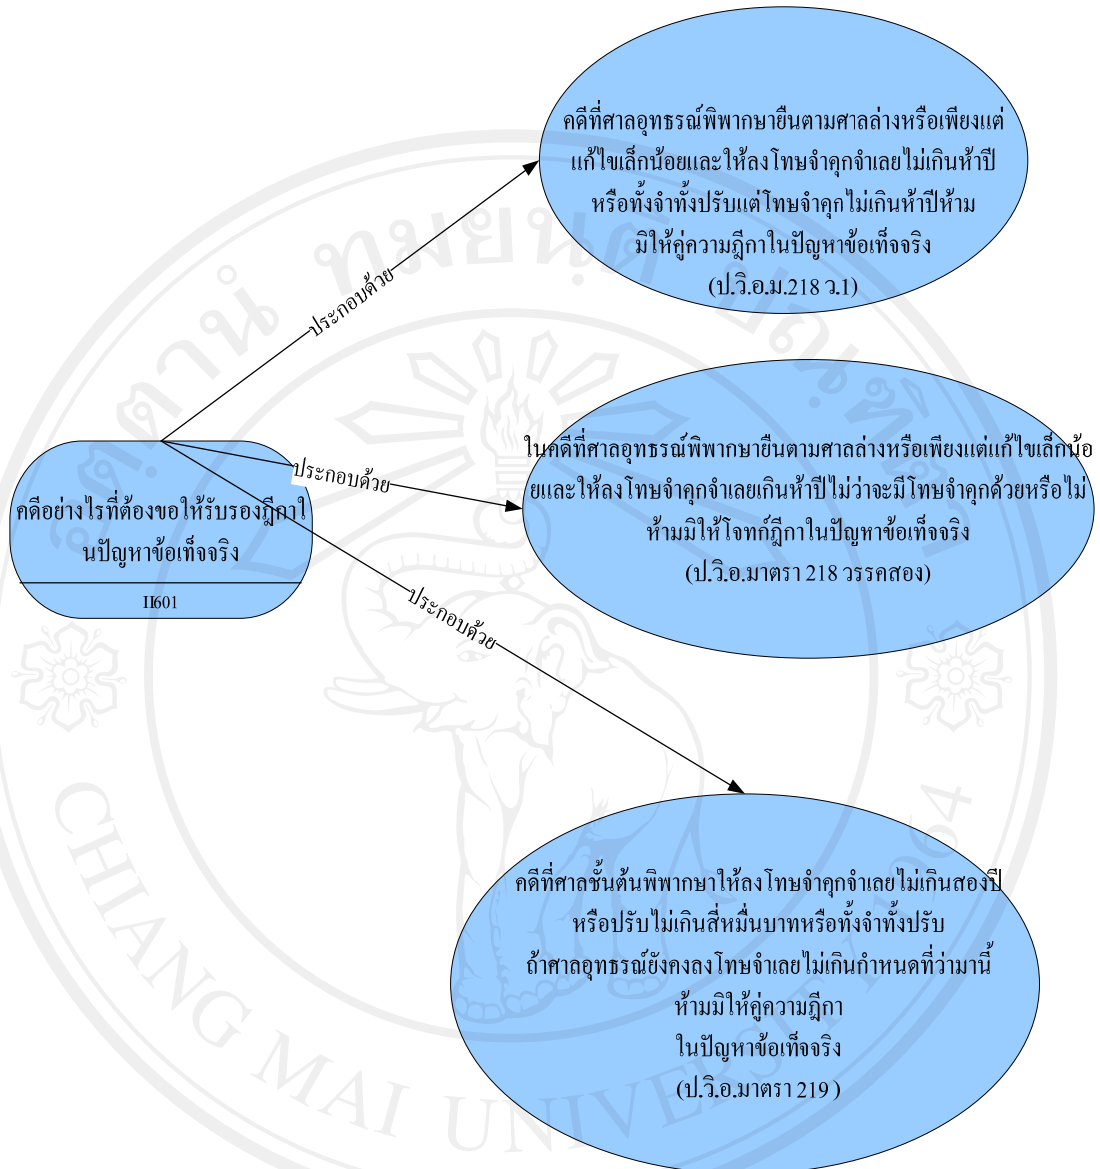 คดีที่ศาลอุทธรณ์พิพากษายืนตามศาลล่างหรือเพียงแต่
แก้ไขเล็กน้อยและให้ลงโทษจำคุกจำเลยไม่เกินห้าปี
หรือทั้งจำทั้งปรับแต่โทษจำคุกไม่เกินห้าปีห้าม
มิให้คู่ความฎีกาในปัญหาข้อเท็จจริง
(ป.วิ.อ.ม.218 ว.1)
ประกอบด้วย
ในคดีที่ศาลอุทธรณ์พิพากษายืนตามศาลล่างหรือเพียงแต่แก้ไขเล็กน้อ
ยและให้ลงโทษจำคุกจำเลยเกินห้าปีไม่ว่าจะมีโทษจำคุกด้วยหรือไม่
ห้ามมิให้โจทก์ฎีกาในปัญหาข้อเท็จจริง
(ป.วิ.อ.มาตรา 218 วรรคสอง)
ประกอบด้วย
คดีอย่างไรที่ต้องขอให้รับรองฎีกาใ
นปัญหาข้อเท็จจริง
II601
ประกอบด้วย
คดีที่ศาลชั้นต้นพิพากษาให้ลงโทษจำคุกจำเลยไม่เกินสองปี
หรือปรับไม่เกินสี่หมื่นบาทหรือทั้งจำทั้งปรับ
ถ้าศาลอุทธรณ์ยังคงลงโทษจำเลยไม่เกินกำหนดที่ว่ามานี้
ห้ามมิให้คู่ความฎีกา
ในปัญหาข้อเท็จจริง
(ป.วิ.อ.มาตรา 219 )
อตฺตานํ ทมยนฺติ ปณฺฑิตา
CHIANG MAI UNIVERSITY 1964